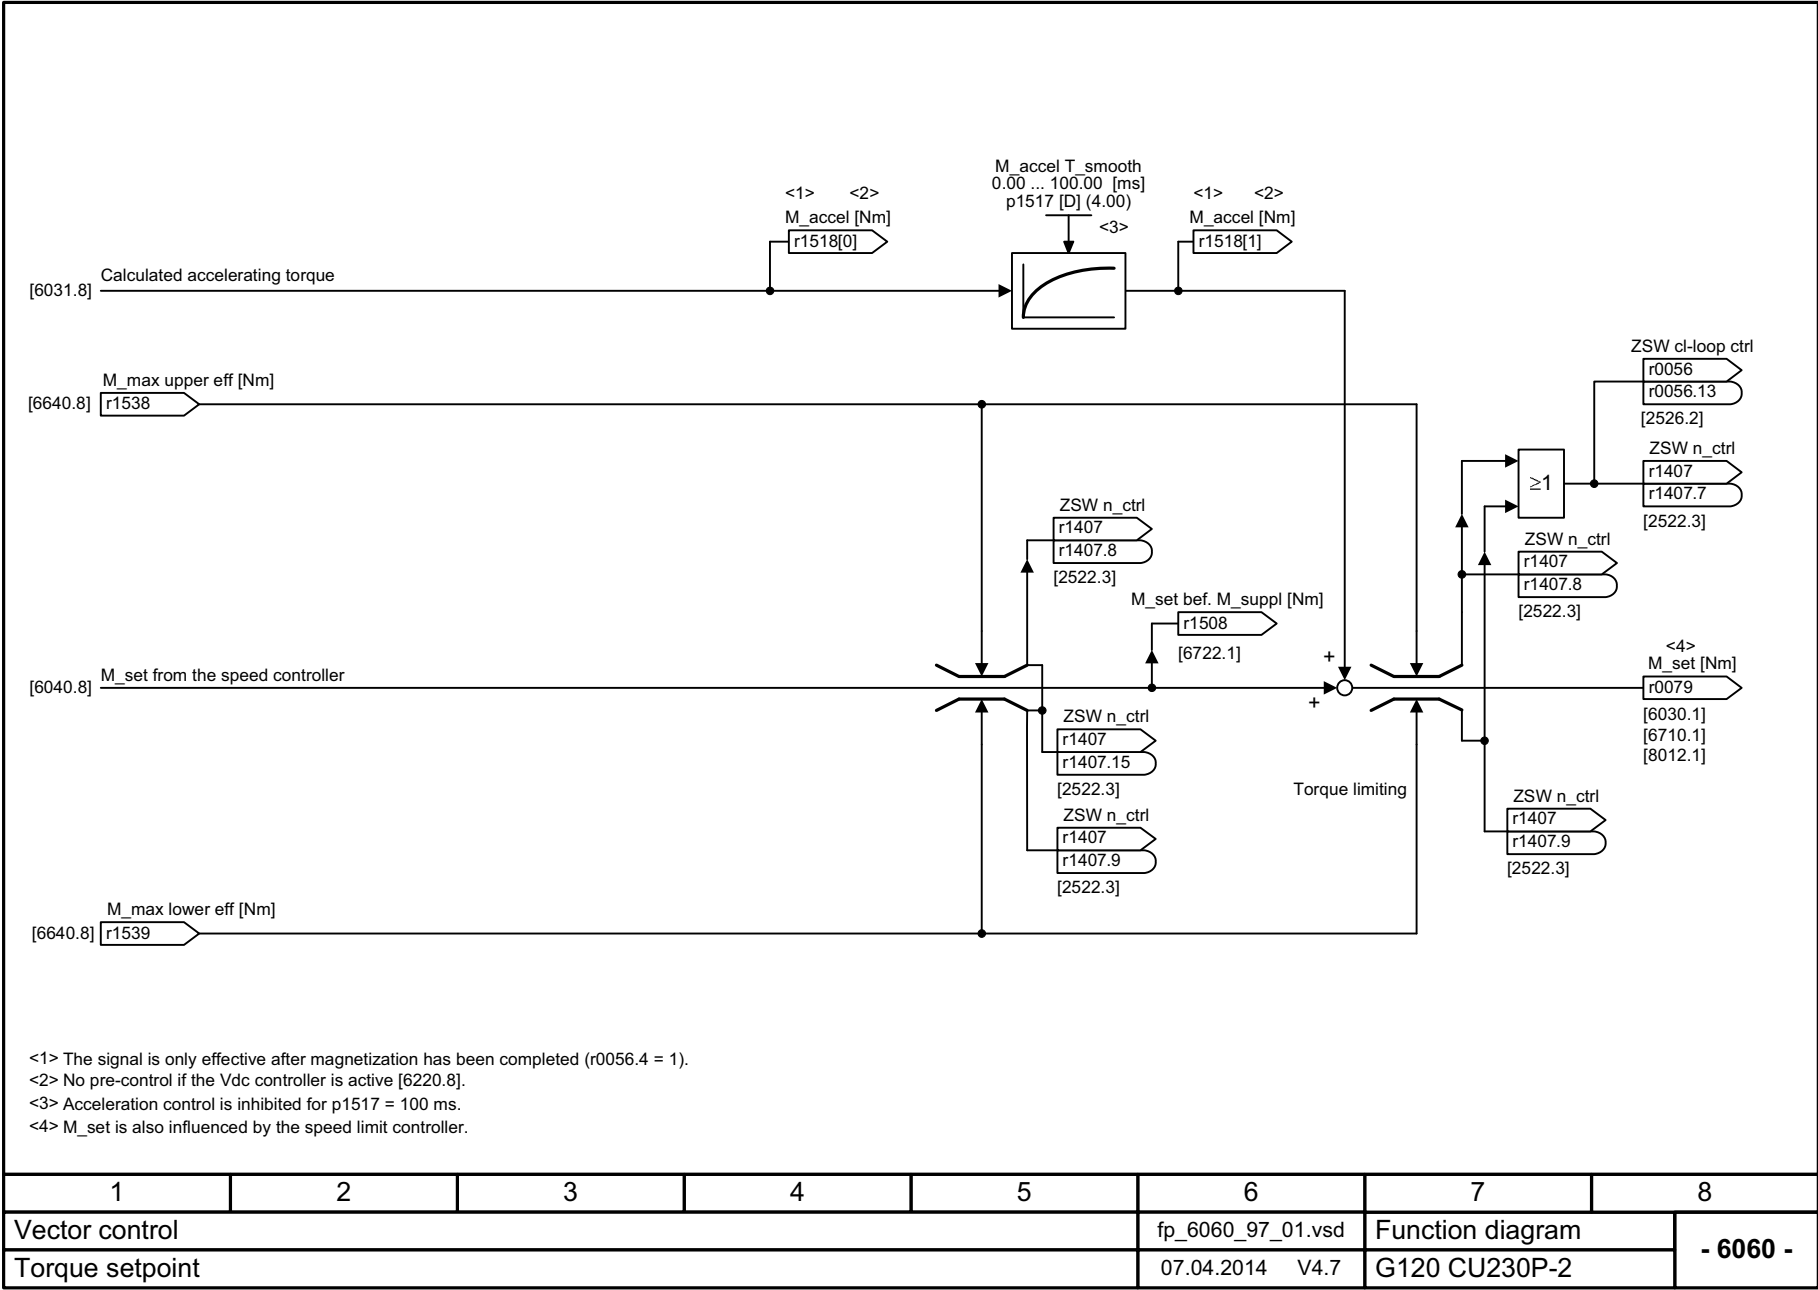 M_accel T_smooth
0.00 ... 100.00 [ms]
p1517 [D] (4.00)
<3>
<1> <2>
M_accel [Nm]
r1518[0]
<1> <2>
M_accel [Nm]
r1518[1]
Calculated accelerating torque
[6031.8]
M_max upper eff [Nm]
[6640.8] r1538
ZSW cl-loop ctrl
r0056
r0056.13
[2526.2]
≥1
ZSW n_ctrl
r1407
r1407.7
[2522.3]
ZSW n_ctrl
r1407
r1407.8
[2522.3]
ZSW n_ctrl
r1407
r1407.8
[2522.3]
M_set bef. M_suppl [Nm]
r1508
[6722.1]
M_set from the speed controller
[6040.8]
+
+
<4>
M_set [Nm]
r0079
[6030.1]
[6710.1]
[8012.1]
ZSW n_ctrl
r1407
r1407.15
[2522.3]
Torque limiting
ZSW n_ctrl
r1407
r1407.9
[2522.3]
ZSW n_ctrl
r1407
r1407.9
[2522.3]
M_max lower eff [Nm]
[6640.8] r1539
<1> The signal is only effective after magnetization has been completed (r0056.4 = 1).
<2> No pre-control if the Vdc controller is active [6220.8].
<3> Acceleration control is inhibited for p1517 = 100 ms.
<4> M_set is also influenced by the speed limit controller.
1 2 3 4 5 6 7 8
Vector control fp_6060_97_01.vsd Function diagram
- 6060 -
Torque setpoint 07.04.2014 V4.7 G120 CU230P-2